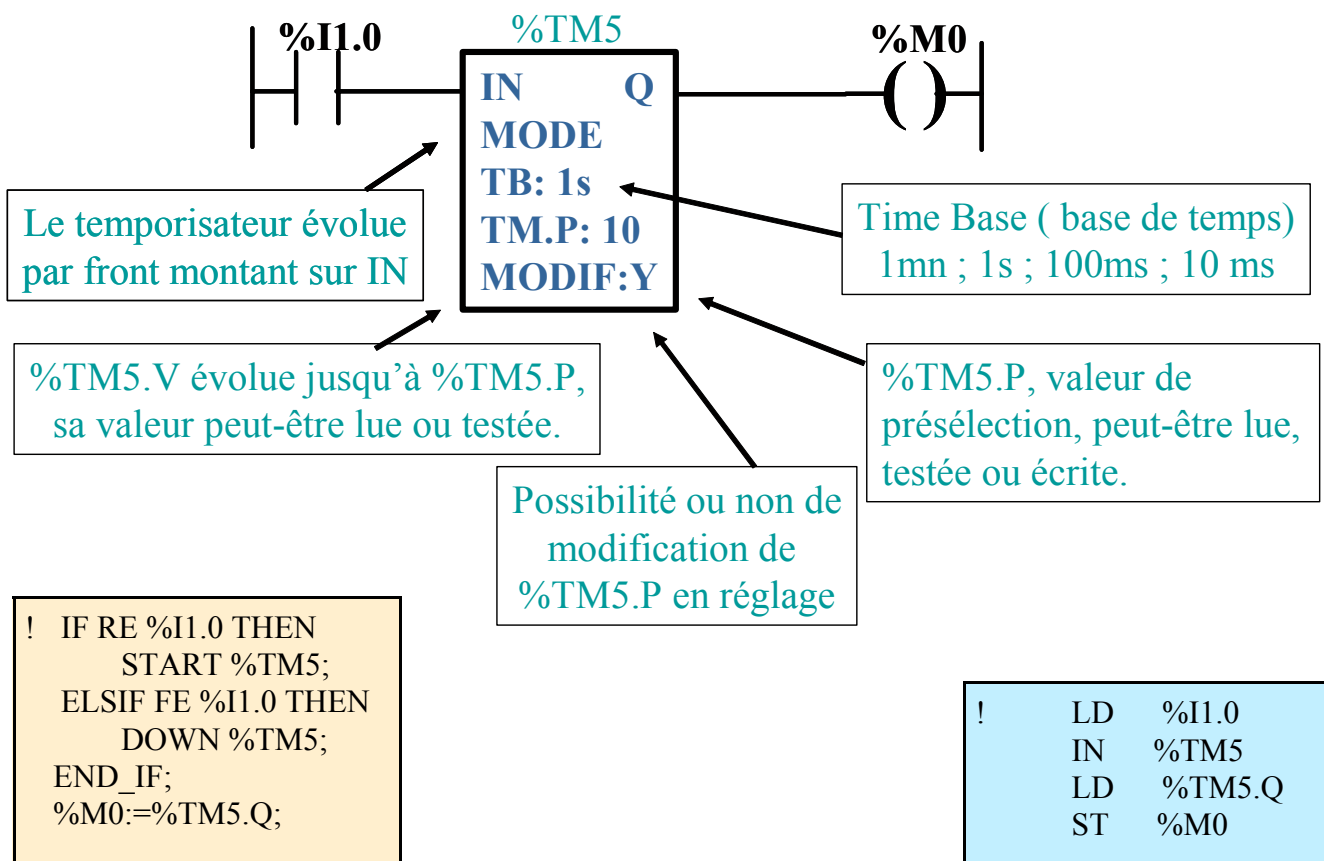 %I1.0
%TM5
%M0
IN Q
MODE
TB: 1s
TM.P: 10
MODIF:Y
Le temporisateur évolue
par front montant sur IN
Time Base ( base de temps)
1mn ; 1s ; 100ms ; 10 ms
%TM5.V évolue jusqu’à %TM5.P,
sa valeur peut-être lue ou testée.
%TM5.P, valeur de
présélection, peut-être lue,
testée ou écrite.
Possibilité ou non de
modification de
%TM5.P en réglage
! IF RE %I1.0 THEN
START %TM5;
ELSIF FE %I1.0 THEN
DOWN %TM5;
END_IF;
%M0:=%TM5.Q;
! LD %I1.0
IN %TM5
LD %TM5.Q
ST %M0